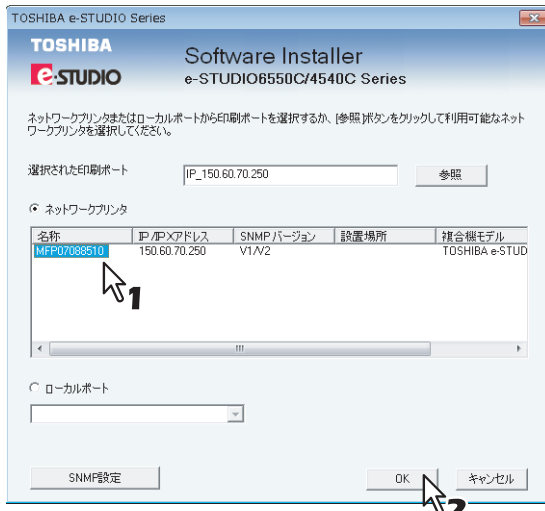 TOSHIBA e-STUDIO Series
TOSHIBA
e-STUDIO
Software Installer
e-STUDIO6550C/4540C Series
ネットワークプリンタまたはローカルポートから印刷ポートを選択するか、[参照]ボタンをクリックして利用可能なネット
ワークプリンタを選択してください。
選択された印刷ポート IP_150.60.70.250 参照
ネットワークプリンタ
名称 IP/IPXアドレス SNMPバージョン 設置場所 複合機モデル
MFP07088510 150.60.70.250 V1/V2 TOSHIBA e-STUD
1
ローカルポート
SNMP設定 OK キャンセル
2